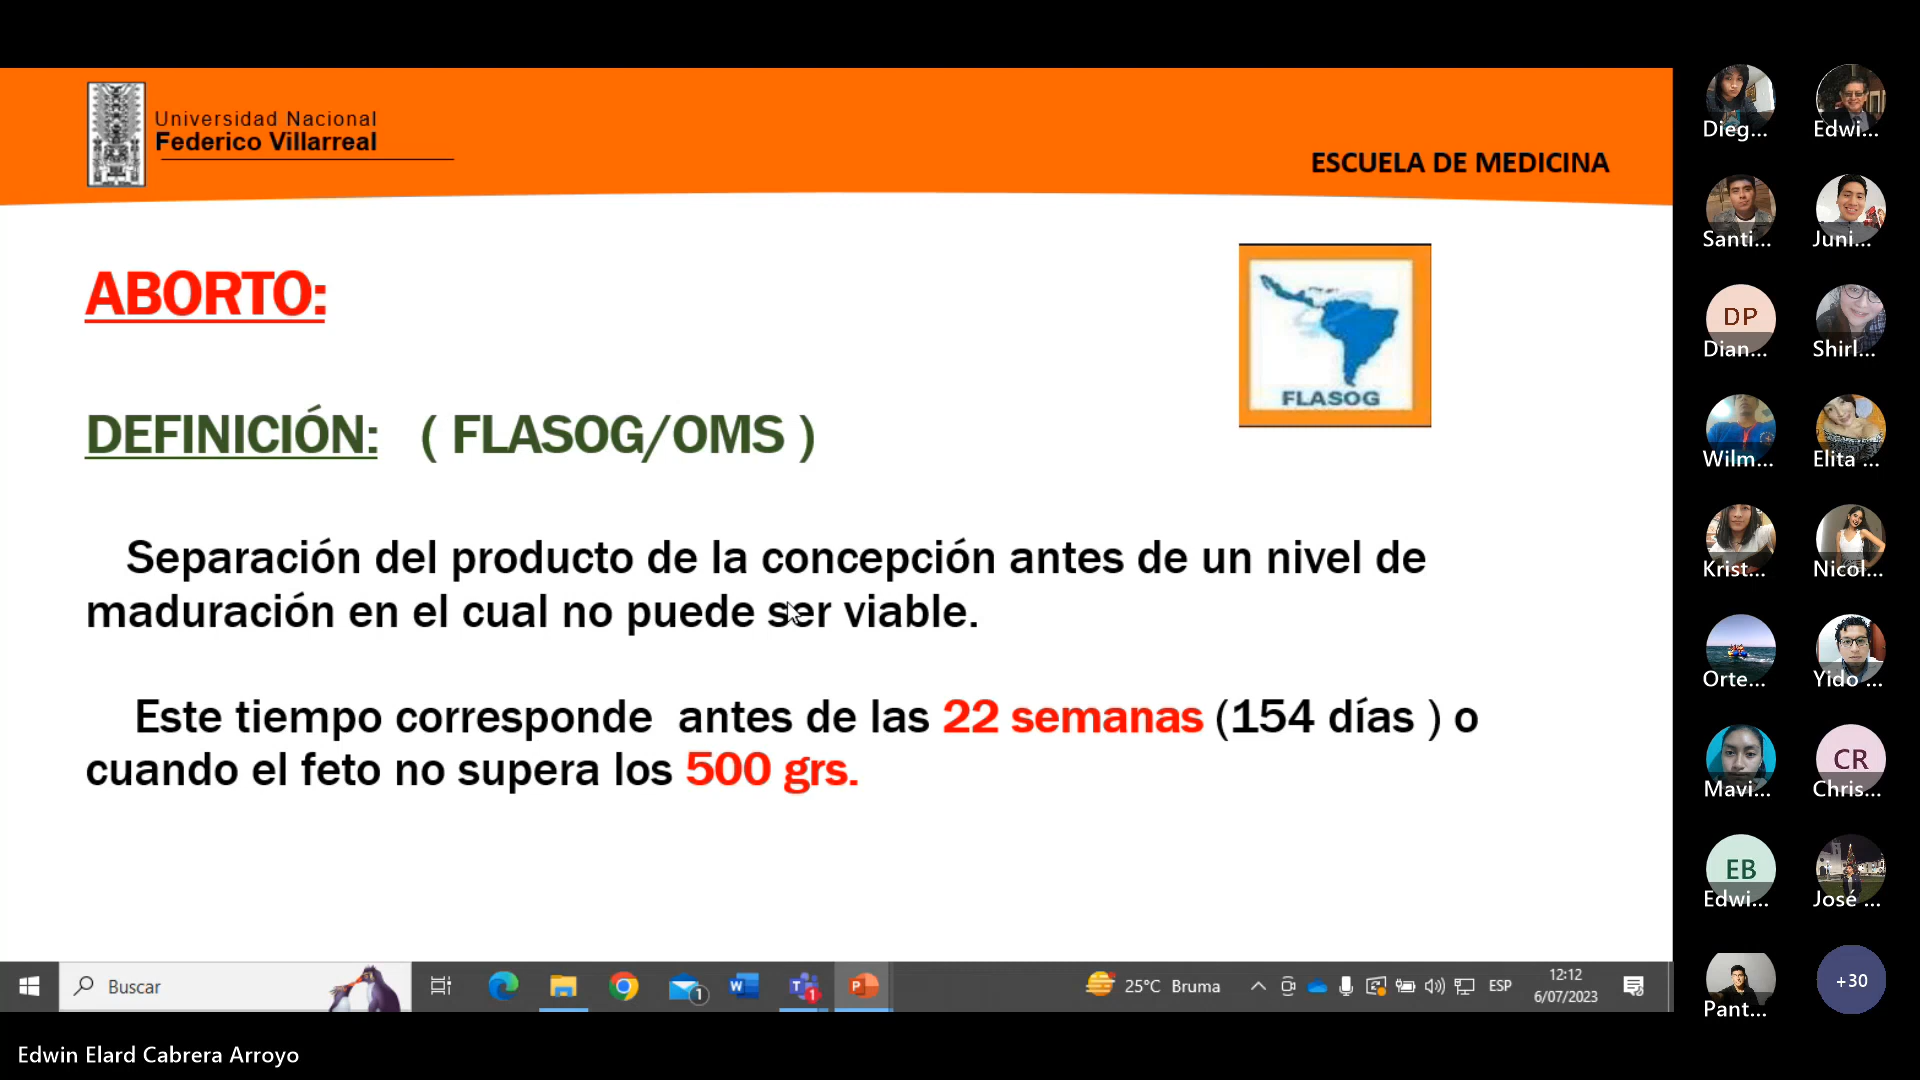 Universidad Nacional
Federico Villarreal
ESCUELA DE MEDICINA
ABORTO:
FLASOG
DEFINICIÓN: ( FLASOG/OMS )
Separación del producto de la concepción antes de un nivel de
maduración en el cual no puede ser viable.
Este tiempo corresponde antes de las 22 semanas (154 días ) o
cuando el feto no supera los 500 grs.
Dieg...
Edwi...
Santi...
Juni...
DP
Dian...
Shirl...
Wilm...
Elita ...
Krist...
Nicol...
Orte...
Yido ...
Mavi...
CR
Chris...
EB
Edwi...
José ...
Pant...
+30
Buscar
1
1
25°C Bruma
ESP
12:12
6/07/2023
Edwin Elard Cabrera Arroyo